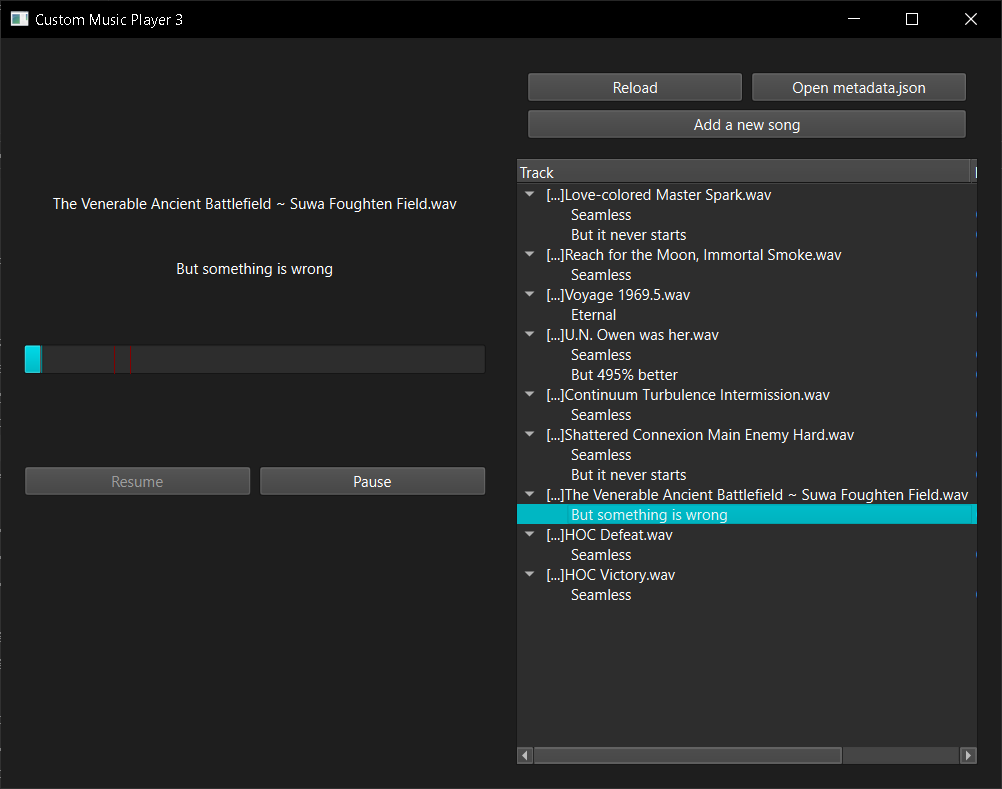 Custom Music Player 3
The Venerable Ancient Battlefield ~ Suwa Foughten Field.wav
But something is wrong
Resume
Pause
Reload
Open metadata.json
Add a new song
Track
[...]Love-colored Master Spark.wav
Seamless
But it never starts
[...]Reach for the Moon, Immortal Smoke.wav
Seamless
[...]Voyage 1969.5.wav
Eternal
[...]U.N. Owen was her.wav
Seamless
But 495% better
[...]Continuum Turbulence Intermission.wav
Seamless
[...]Shattered Connexion Main Enemy Hard.wav
Seamless
But it never starts
[...]The Venerable Ancient Battlefield ~ Suwa Foughten Field.wav
But something is wrong
[...]HOC Defeat.wav
Seamless
[...]HOC Victory.wav
Seamless